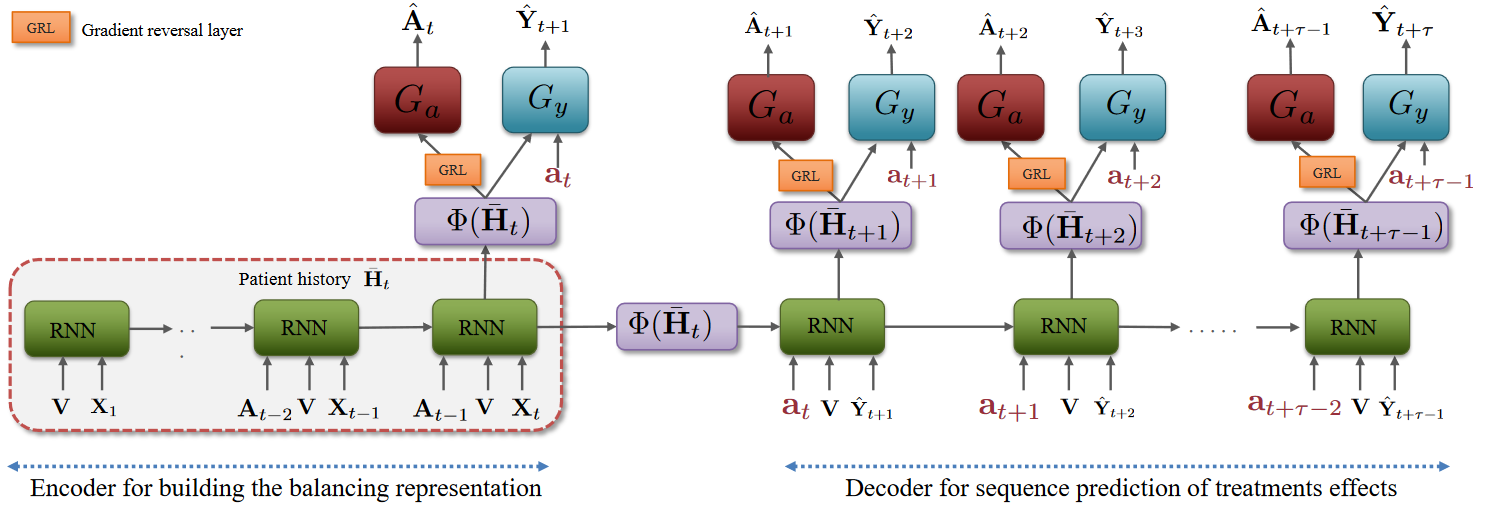 GRL Gradient reversal layer
Â_t Ŷ_{t+1} Â_{t+1} Ŷ_{t+2} Â_{t+2} Ŷ_{t+3} Â_{t+τ−1} Ŷ_{t+τ}
G_a G_y G_a G_y G_a G_y G_a G_y
GRL a_t GRL a_{t+1} GRL a_{t+2} GRL a_{t+τ−1}
Φ(H̄_t) Φ(H̄_{t+1}) Φ(H̄_{t+2}) Φ(H̄_{t+τ−1})
Patient history H̄_t
RNN . . . RNN RNN Φ(H̄_t) RNN RNN . . . . . RNN
V X_1 A_{t−2} V X_{t−1} A_{t−1} V X_t a_t V Ŷ_{t+1} a_{t+1} V Ŷ_{t+2} a_{t+τ−2} V Ŷ_{t+τ−1}
Encoder for building the balancing representation
Decoder for sequence prediction of treatments effects